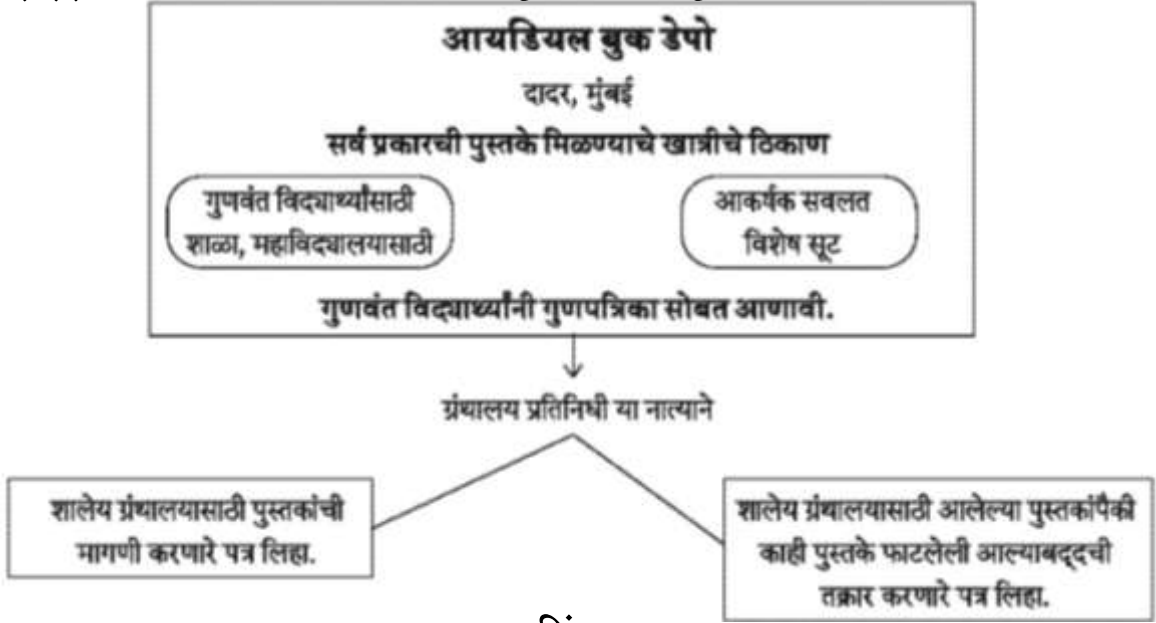 आयडियल बुक डेपो
दादर, मुंबई
सर्व प्रकारची पुस्तके मिळण्याचे खात्रीचे ठिकाण
गुणवंत विद्यार्थ्यांसाठी
शाळा, महाविद्यालयासाठी
आकर्षक सवलत
विशेष सूट
गुणवंत विद्यार्थ्यांनी गुणपत्रिका सोबत आणावी.
ग्रंथालय प्रतिनिधी या नात्याने
शालेय ग्रंथालयासाठी पुस्तकांची
मागणी करणारे पत्र लिहा.
शालेय ग्रंथालयासाठी आलेल्या पुस्तकांपैकी
काही पुस्तके फाटलेली आल्याबद्दची
तक्रार करणारे पत्र लिहा.